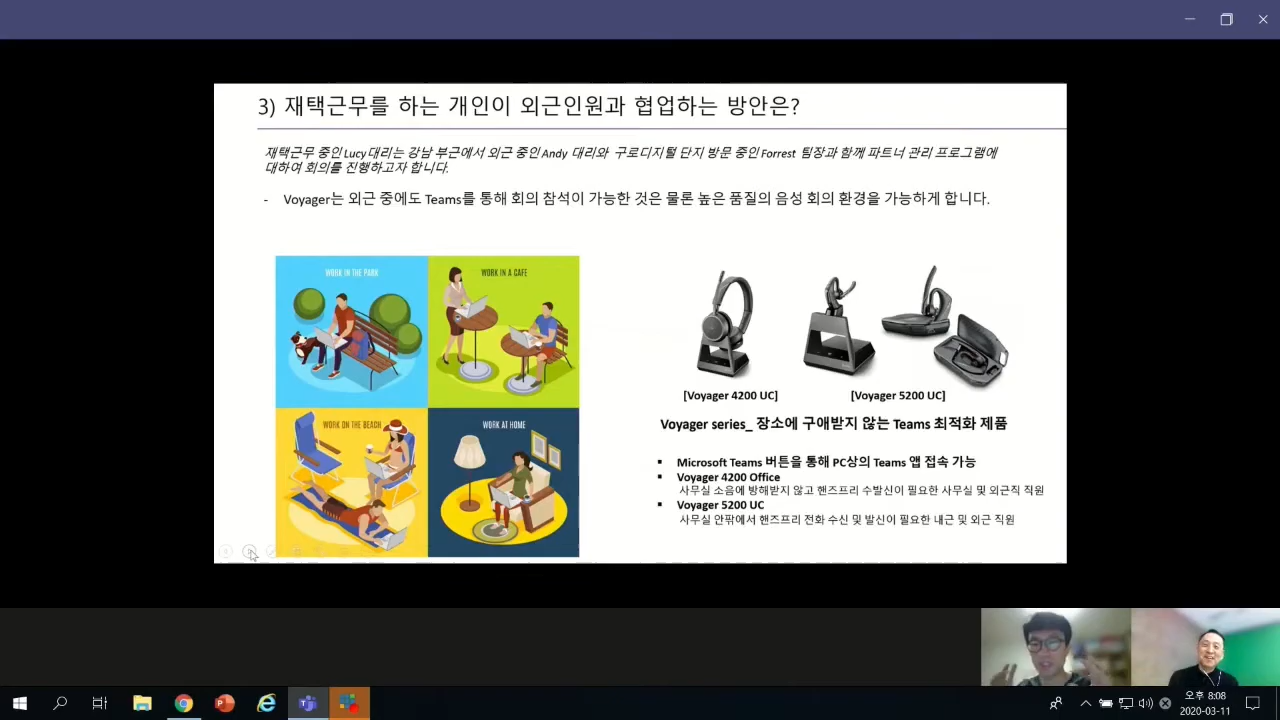 3) 재택근무를 하는 개인이 외근인원과 협업하는 방안은?
재택근무 중인 Lucy대리는 강남 부근에서 외근 중인 Andy 대리와 구로디지털 단지 방문 중인 Forrest 팀장과 함께 파트너 관리 프로그램에
대하여 회의를 진행하고자 합니다.
- Voyager는 외근 중에도 Teams를 통해 회의 참석이 가능한 것은 물론 높은 품질의 음성 회의 환경을 가능하게 합니다.
WORK IN THE PARK
WORK IN A CAFE
WORK ON THE BEACH
WORK AT HOME
[Voyager 4200 UC]
[Voyager 5200 UC]
Voyager series_ 장소에 구애받지 않는 Teams 최적화 제품
▪ Microsoft Teams 버튼을 통해 PC상의 Teams 앱 접속 가능
▪ Voyager 4200 Office
사무실 소음에 방해받지 않고 핸즈프리 수발신이 필요한 사무실 및 외근직 직원
▪ Voyager 5200 UC
사무실 안팎에서 핸즈프리 전화 수신 및 발신이 필요한 내근 및 외근 직원
오후 8:08
2020-03-11